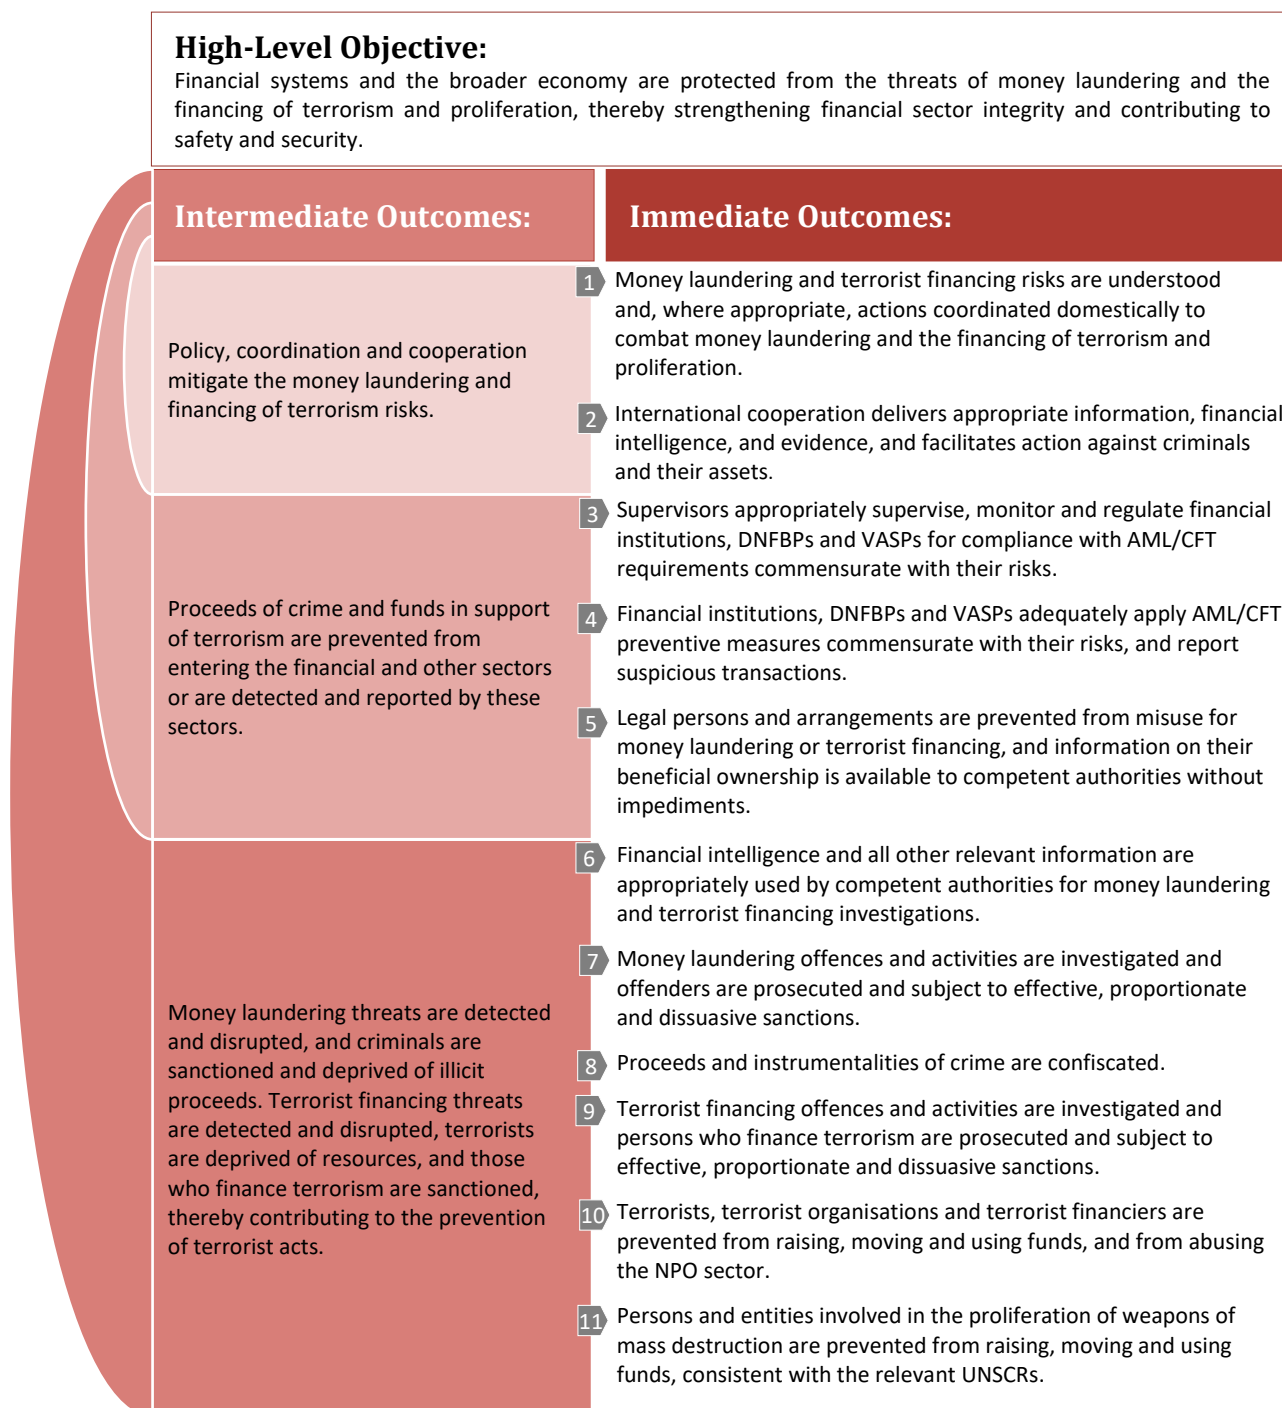 High-Level Objective:
Financial systems and the broader economy are protected from the threats of money laundering and the
financing of terrorism and proliferation, thereby strengthening financial sector integrity and contributing to
safety and security.
Intermediate Outcomes:
Immediate Outcomes:
Policy, coordination and cooperation
mitigate the money laundering and
financing of terrorism risks.
1 Money laundering and terrorist financing risks are understood
and, where appropriate, actions coordinated domestically to
combat money laundering and the financing of terrorism and
proliferation.
2 International cooperation delivers appropriate information, financial
intelligence, and evidence, and facilitates action against criminals
and their assets.
Proceeds of crime and funds in support
of terrorism are prevented from
entering the financial and other sectors
or are detected and reported by these
sectors.
3 Supervisors appropriately supervise, monitor and regulate financial
institutions, DNFBPs and VASPs for compliance with AML/CFT
requirements commensurate with their risks.
4 Financial institutions, DNFBPs and VASPs adequately apply AML/CFT
preventive measures commensurate with their risks, and report
suspicious transactions.
5 Legal persons and arrangements are prevented from misuse for
money laundering or terrorist financing, and information on their
beneficial ownership is available to competent authorities without
impediments.
Money laundering threats are detected
and disrupted, and criminals are
sanctioned and deprived of illicit
proceeds. Terrorist financing threats
are detected and disrupted, terrorists
are deprived of resources, and those
who finance terrorism are sanctioned,
thereby contributing to the prevention
of terrorist acts.
6 Financial intelligence and all other relevant information are
appropriately used by competent authorities for money laundering
and terrorist financing investigations.
7 Money laundering offences and activities are investigated and
offenders are prosecuted and subject to effective, proportionate
and dissuasive sanctions.
8 Proceeds and instrumentalities of crime are confiscated.
9 Terrorist financing offences and activities are investigated and
persons who finance terrorism are prosecuted and subject to
effective, proportionate and dissuasive sanctions.
10 Terrorists, terrorist organisations and terrorist financiers are
prevented from raising, moving and using funds, and from abusing
the NPO sector.
11 Persons and entities involved in the proliferation of weapons of
mass destruction are prevented from raising, moving and using
funds, consistent with the relevant UNSCRs.